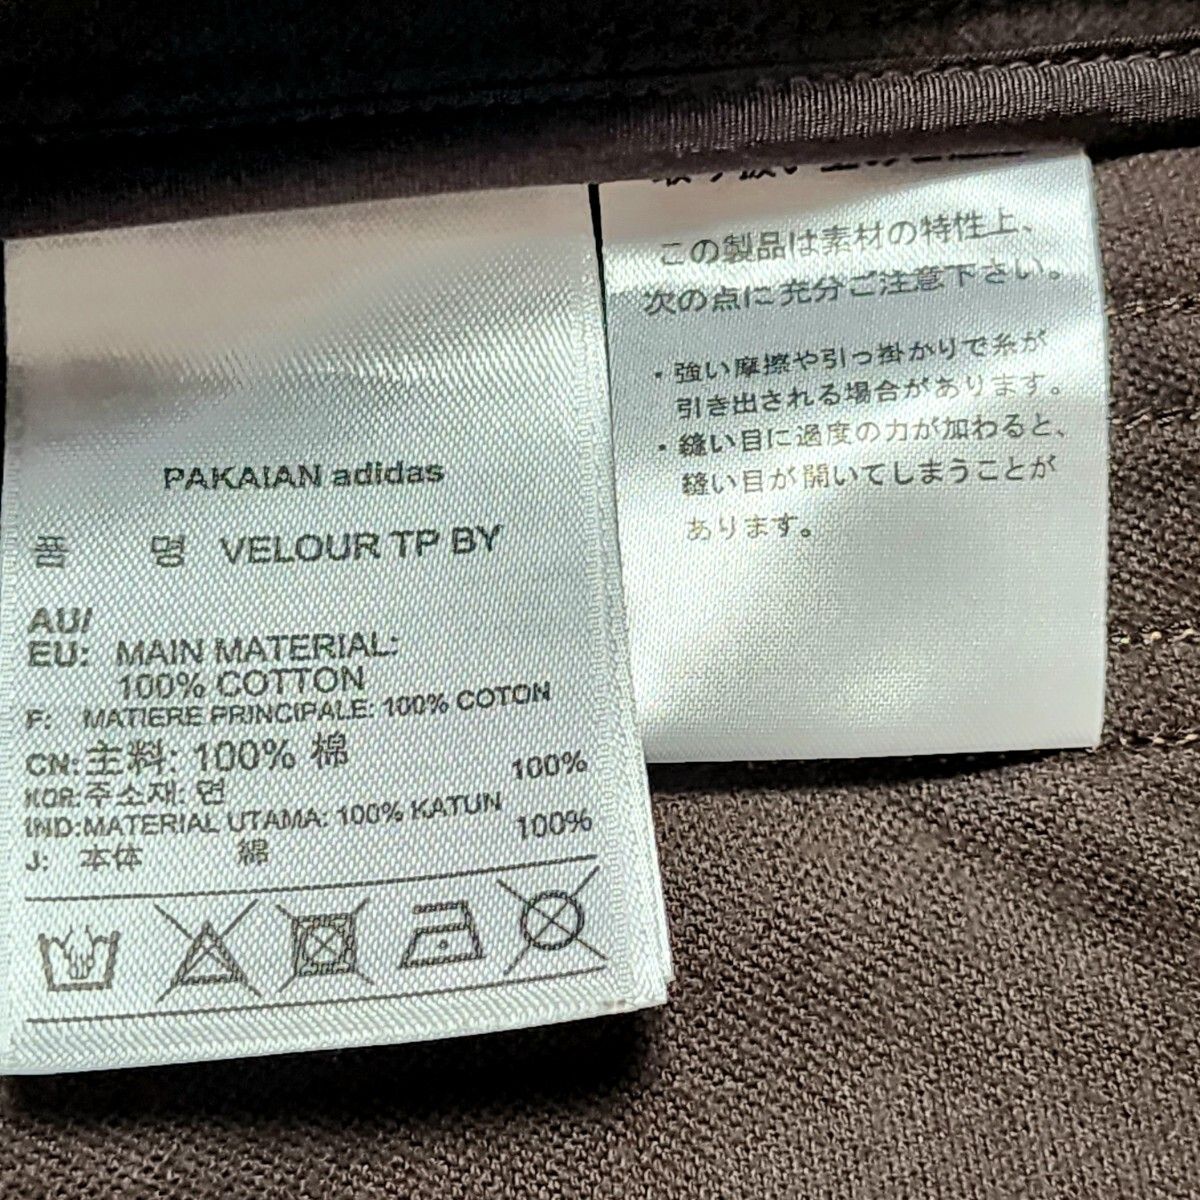 PAKAIAN adidas
품 명 VELOUR TP BY
AU/
EU: MAIN MATERIAL:
100% COTTON
F: MATIERE PRINCIPALE: 100% COTON
CN:主料: 100% 棉
KOR:주소재: 면 100%
IND:MATERIAL UTAMA: 100% KATUN
J: 本体 綿 100%
この製品は素材の特性上、
次の点に充分ご注意下さい。
・強い摩擦や引っ掛かりで糸が
引き出される場合があります。
・縫い目に過度の力が加わると、
縫い目が開いてしまうことが
あります。